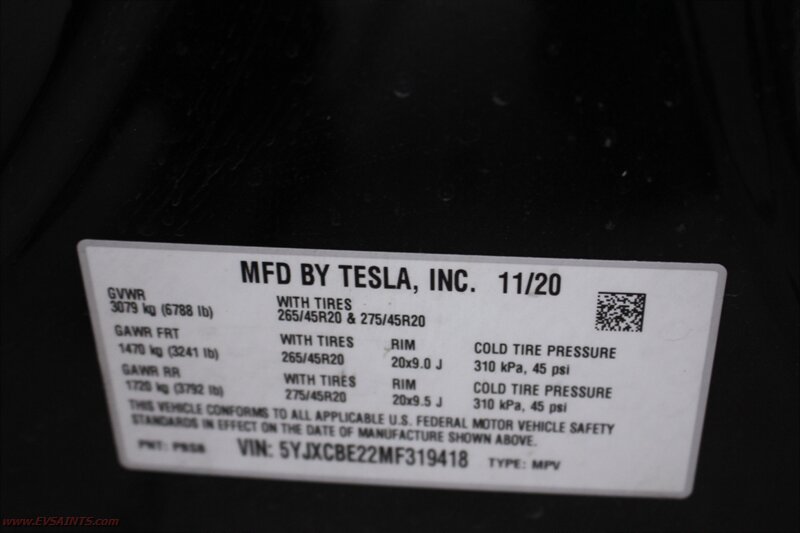 MFD BY TESLA, INC. 11/20
GVWR
3079 kg (6788 lb)
WITH TIRES
265/45R20 & 275/45R20
GAWR FRT
1470 kg (3241 lb)
WITH TIRES
265/45R20
RIM
20x9.0 J
COLD TIRE PRESSURE
310 kPa, 45 psi
GAWR RR
1720 kg (3792 lb)
WITH TIRES
275/45R20
RIM
20x9.5 J
COLD TIRE PRESSURE
310 kPa, 45 psi
THIS VEHICLE CONFORMS TO ALL APPLICABLE U.S. FEDERAL MOTOR VEHICLE SAFETY
STANDARDS IN EFFECT ON THE DATE OF MANUFACTURE SHOWN ABOVE.
PNT: PBSB VIN: 5YJXCBE22MF319418 TYPE: MPV
www.EVSAINTS.com